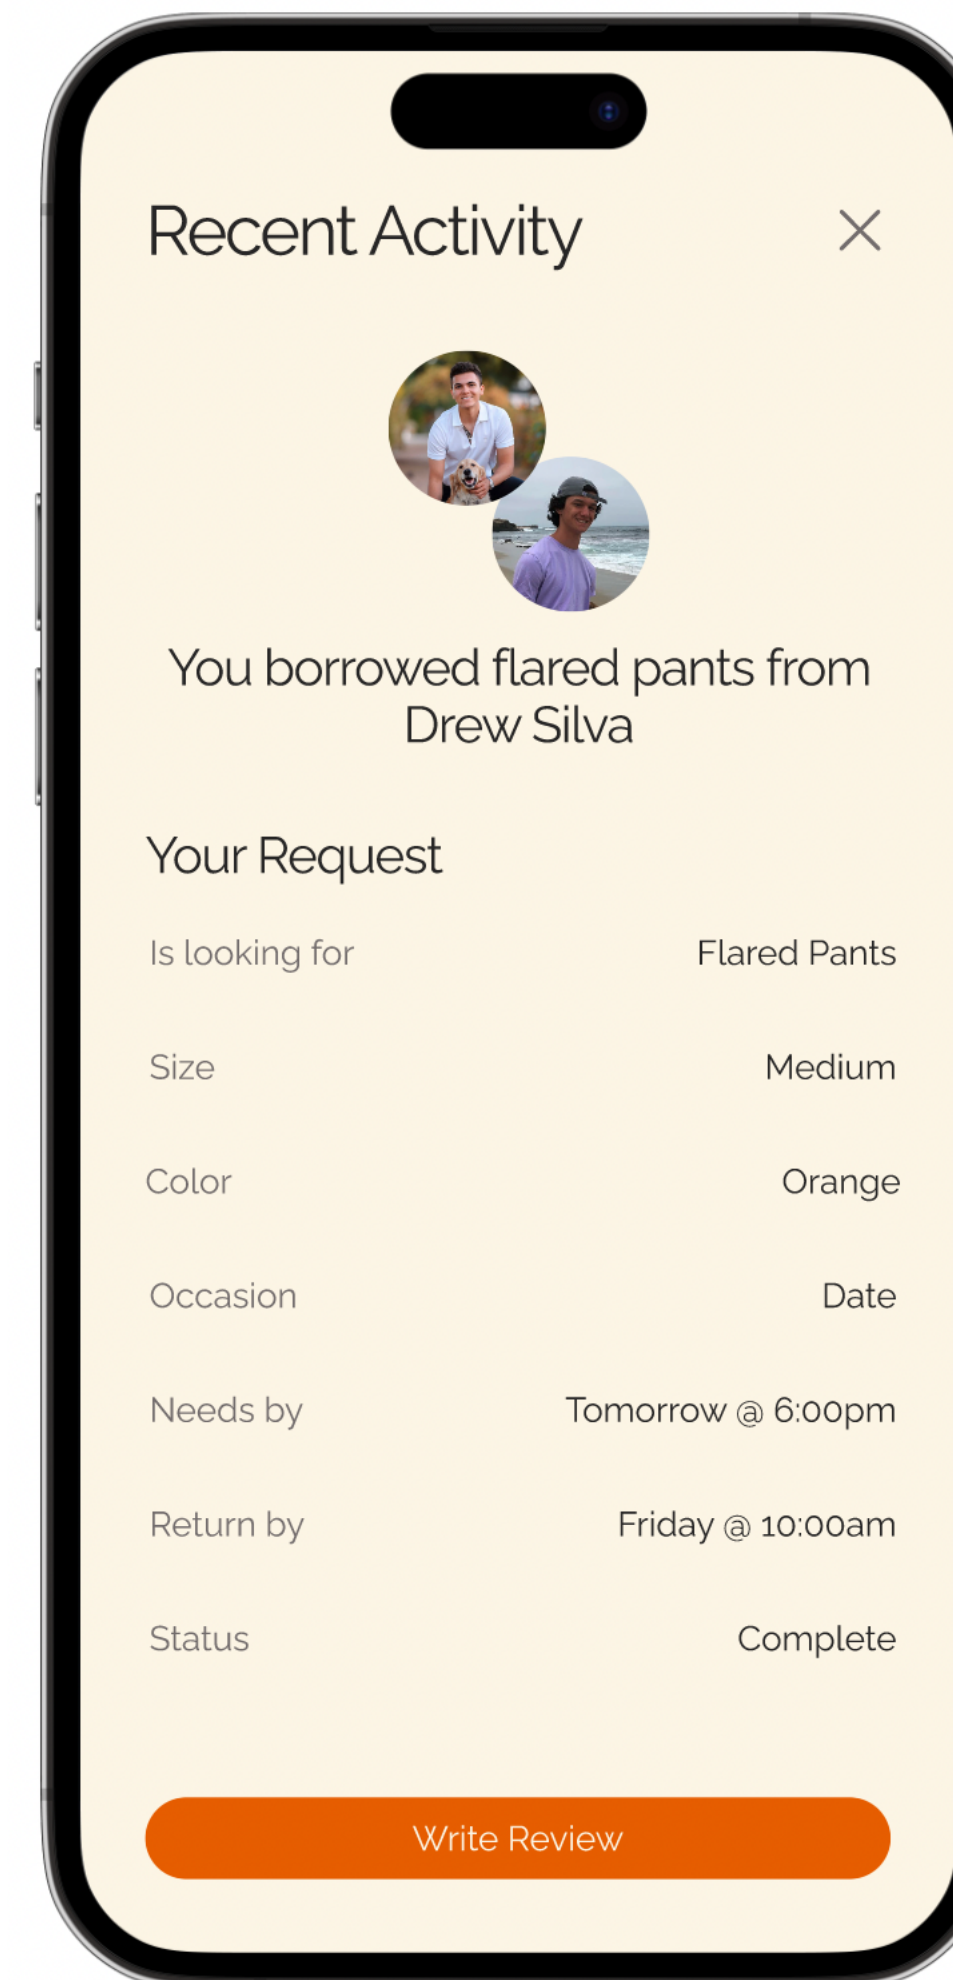 Recent Activity
You borrowed flared pants from
Drew Silva
Your Request
Is looking for Flared Pants
Size Medium
Color Orange
Occasion Date
Needs by Tomorrow @ 6:00pm
Return by Friday @ 10:00am
Status Complete
Write Review